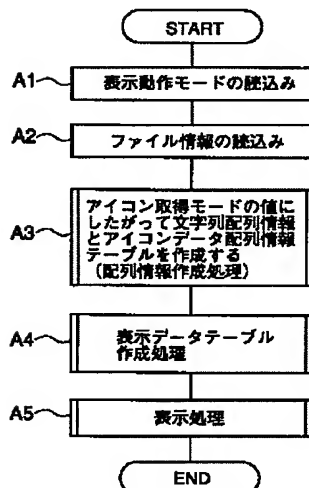 START
A1
表示動作モードの読込み
A2
ファイル情報の読込み
A3
アイコン取得モードの値に
したがって文字列配列情報
とアイコンデータ配列情報
テーブルを作成する
（配列情報作成処理）
A4
表示データテーブル
作成処理
A5
表示処理
END